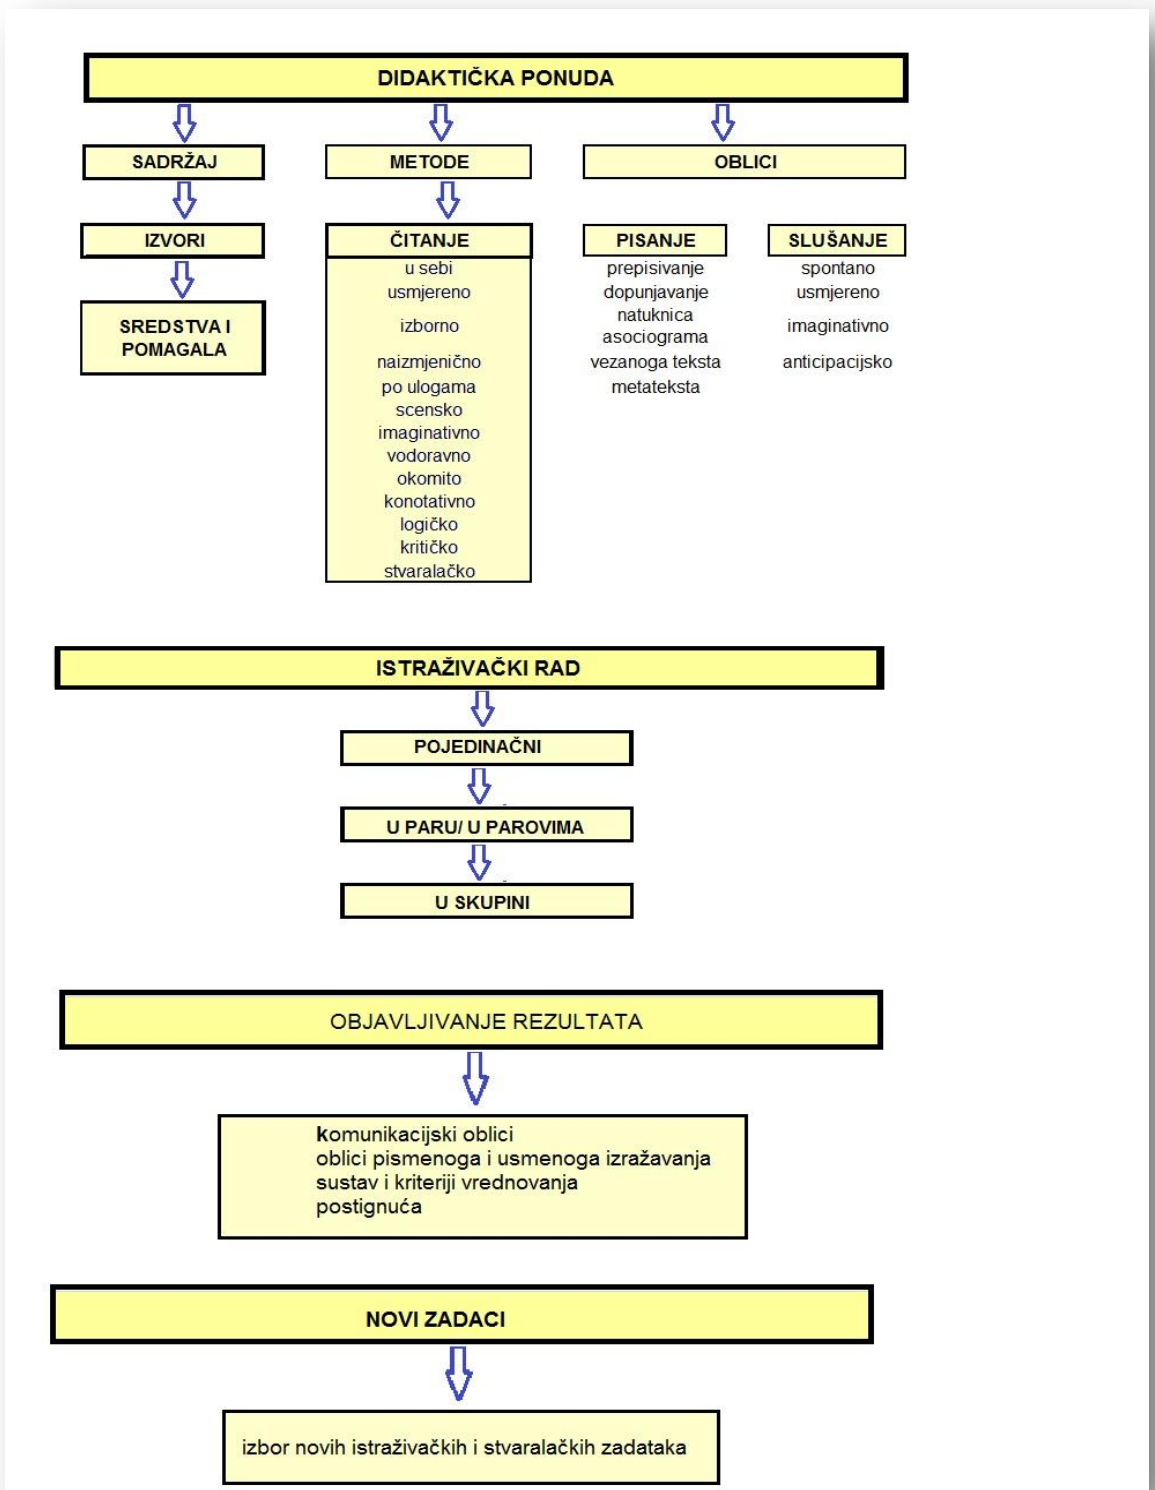 DIDAKTIČKA PONUDA
SADRŽAJ
METODE
OBLICI
IZVORI
ČITANJE
PISANJE
SLUŠANJE
SREDSTVA I
POMAGALA
u sebi
usmjereno
izborno
naizmjenično
po ulogama
scensko
imaginativno
vodoravno
okomito
konotativno
logičko
kritičko
stvaralačko
prepisivanje
dopunjavanje
natuknica
asociograma
vezanoga teksta
metateksta
spontano
usmjereno
imaginativno
anticipacijsko
ISTRAŽIVAČKI RAD
POJEDINAČNI
U PARU/ U PAROVIMA
U SKUPINI
OBJAVLJIVANJE REZULTATA
komunikacijski oblici
oblici pismenoga i usmenoga izražavanja
sustav i kriteriji vrednovanja
postignuća
NOVI ZADACI
izbor novih istraživačkih i stvaralačkih zadataka